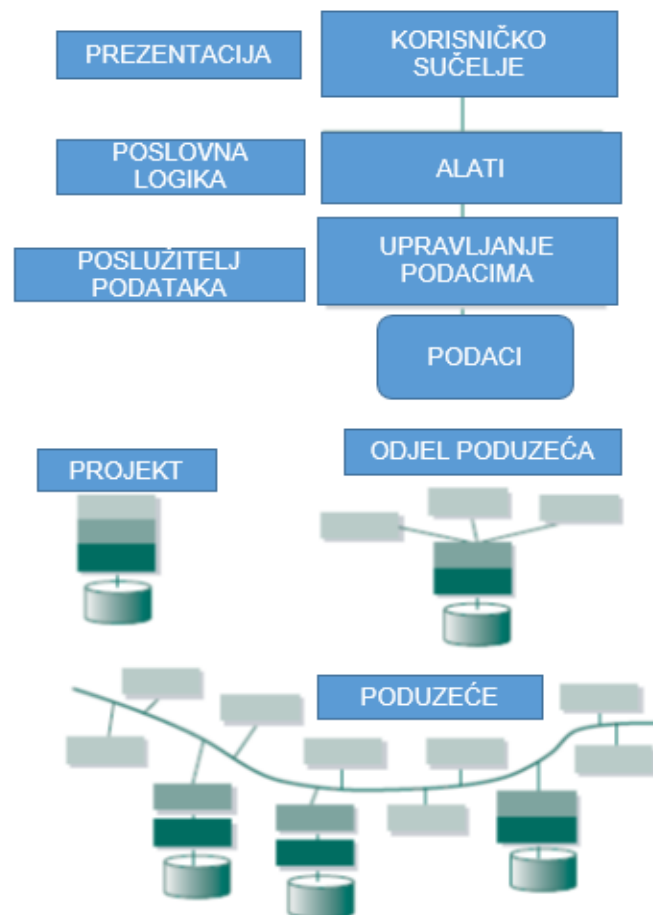 PREZENTACIJA
KORISNIČKO
SUČELJE
POSLOVNA
LOGIKA
ALATI
POSLUŽITELJ
PODATAKA
UPRAVLJANJE
PODACIMA
PODACI
PROJEKT
ODJEL PODUZEĆA
PODUZEĆE